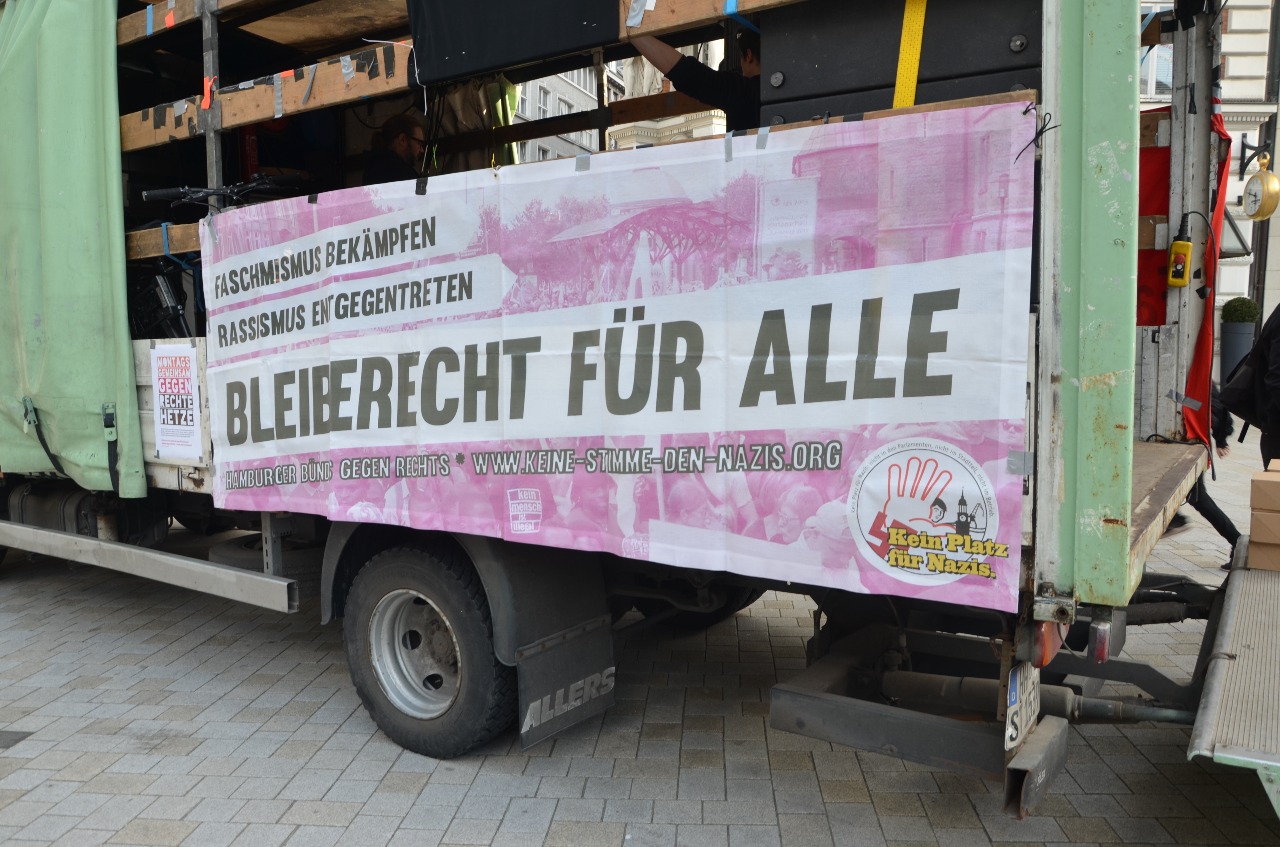 FASCHMISMUS BEKÄMPFEN
RASSISMUS ENTGEGENTRETEN
BLEIBERECHT FÜR ALLE
HAMBURGER BÜNDNIS GEGEN RECHTS * WWW.KEINE-STIMME-DEN-NAZIS.ORG
kein
mensch
ist
illegal
Kein Platz
für Nazis.
MONTAGS
GEMEINSAM
GEGEN
RECHTE
HETZE
ALLERS